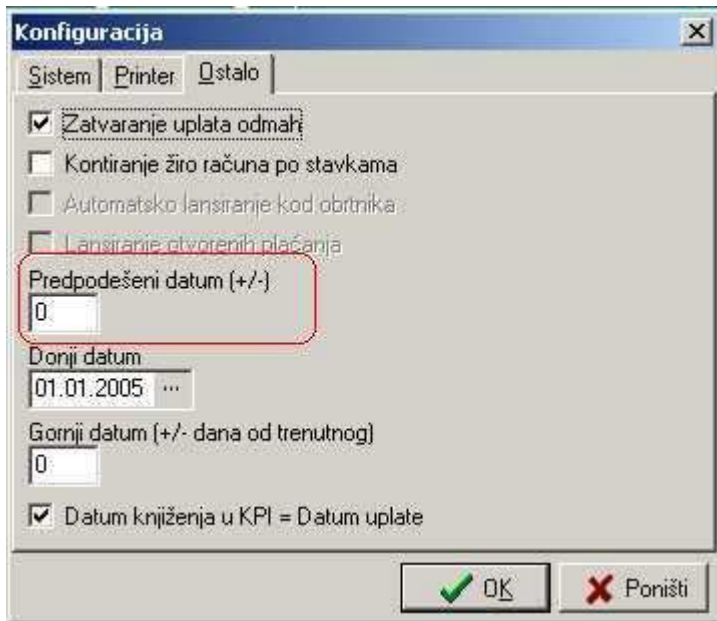 Konfiguracija
Sistem Printer Ostalo
Zatvaranje uplata odmah
Kontiranje žiro računa po stavkama
Automatsko lansiranje kod obrtnika
Lansiranje otvorenih plaćanja
Predpodešeni datum (+/-)
0
Donji datum
01.01.2005 ...
Gornji datum (+/- dana od trenutnog)
0
Datum knjiženja u KPI = Datum uplate
OK Poništi